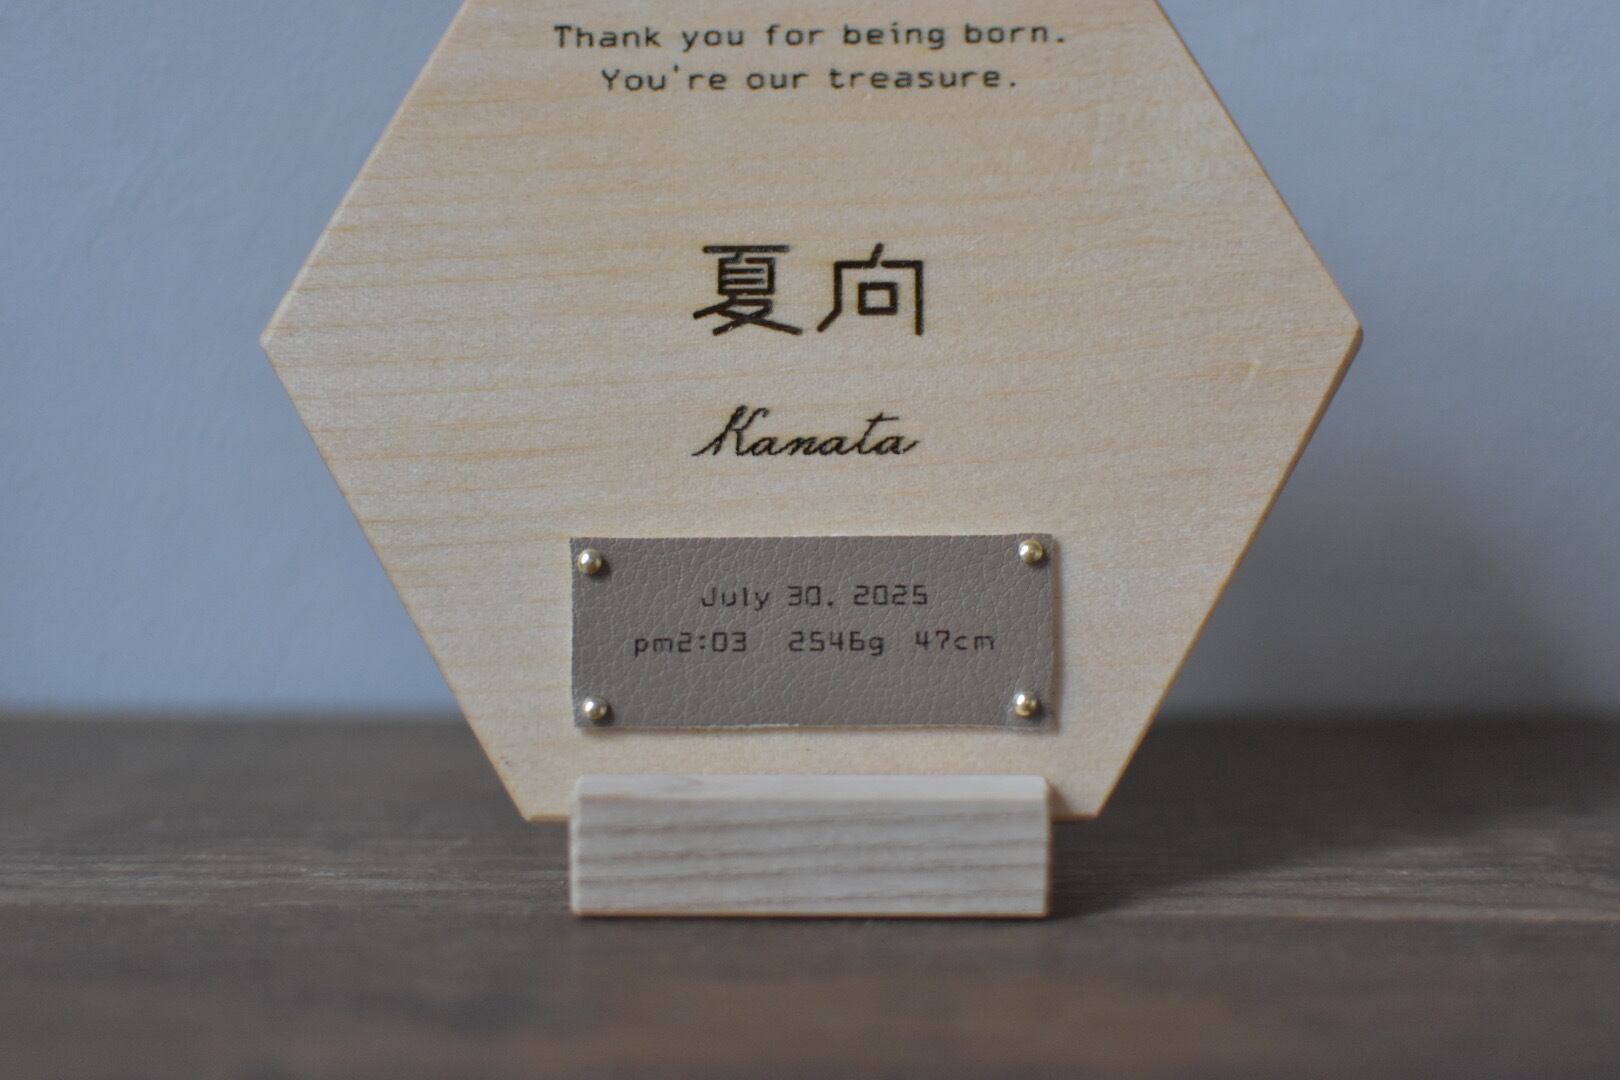 Thank you for being born.
You're our treasure.
夏向
Kanata
July 30. 2025
pm2:03 2546g 47cm